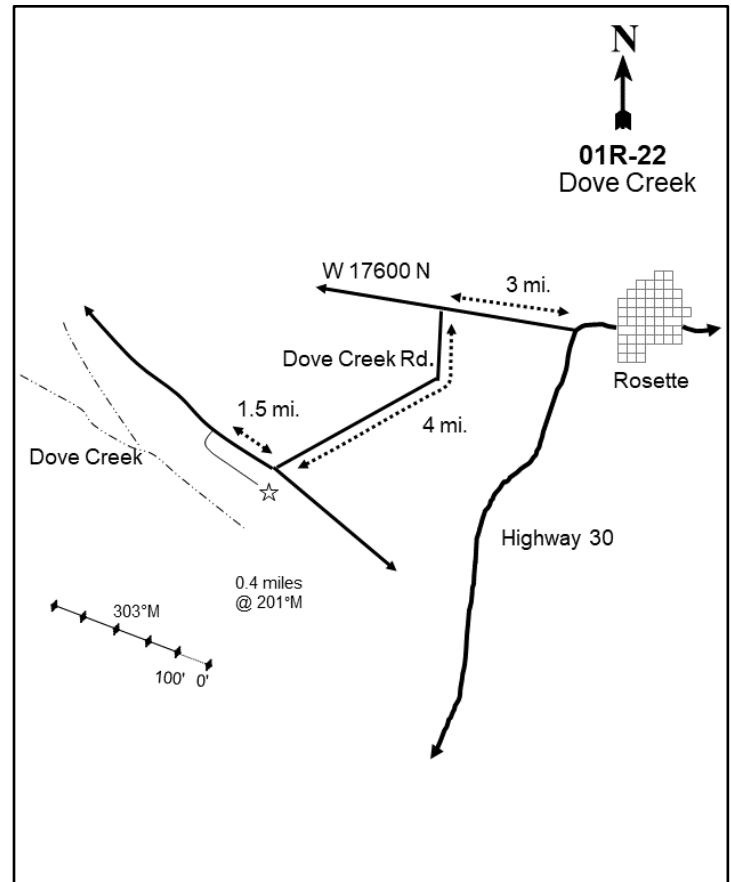 N
01R-22
Dove Creek
W 17600 N
3 mi.
Rosette
Dove Creek Rd.
1.5 mi.
4 mi.
Dove Creek
Highway 30
0.4 miles
@ 201°M
303°M
100' 0'